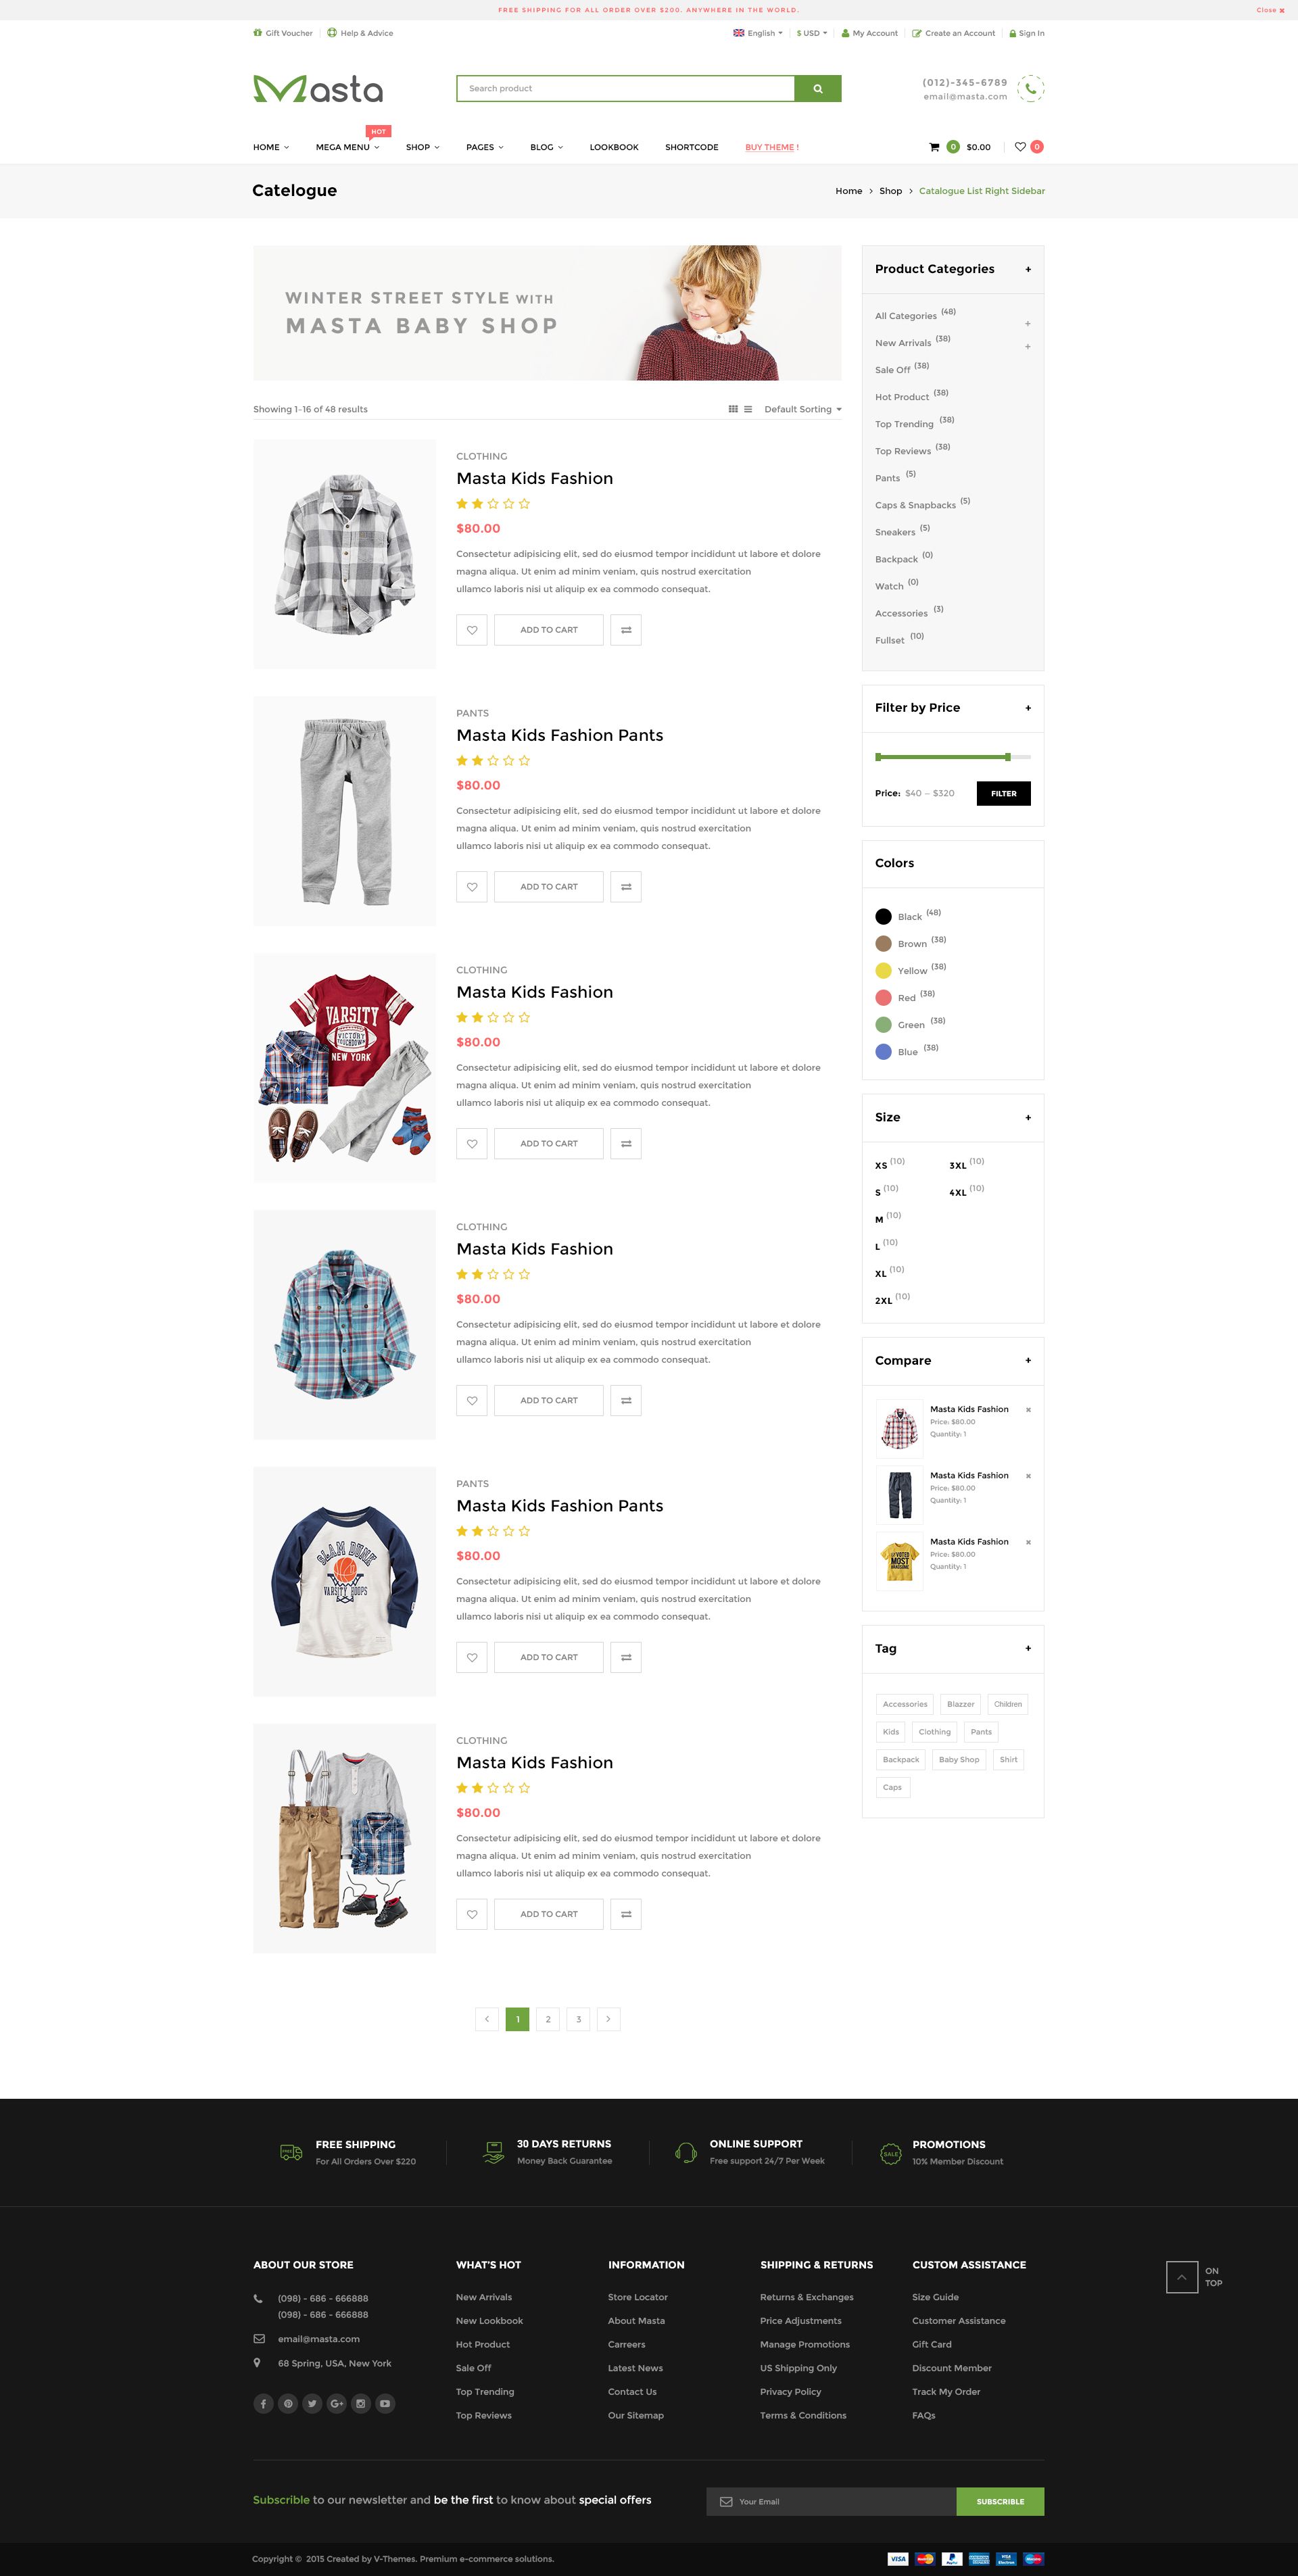 FREE SHIPPING FOR ALL ORDER OVER $200. ANYWHERE IN THE WORLD.
Close ×
Gift Voucher
Help & Advice
English
$ USD
My Account
Create an Account
Sign In
Masta
Search product
(012)-345-6789
email@masta.com
HOT
HOME
MEGA MENU
SHOP
PAGES
BLOG
LOOKBOOK
SHORTCODE
BUY THEME !
0
$0.00
0
Catelogue
Home > Shop > Catalogue List Right Sidebar
WINTER STREET STYLE WITH
MASTA BABY SHOP
Showing 1-16 of 48 results
Default Sorting
CLOTHING
Masta Kids Fashion
$80.00
Consectetur adipisicing elit, sed do eiusmod tempor incididunt ut labore et dolore
magna aliqua. Ut enim ad minim veniam, quis nostrud exercitation
ullamco laboris nisi ut aliquip ex ea commodo consequat.
ADD TO CART
PANTS
Masta Kids Fashion Pants
$80.00
Consectetur adipisicing elit, sed do eiusmod tempor incididunt ut labore et dolore
magna aliqua. Ut enim ad minim veniam, quis nostrud exercitation
ullamco laboris nisi ut aliquip ex ea commodo consequat.
ADD TO CART
VARSITY
VICTORY
TOUCHDOWN
NEW YORK
CLOTHING
Masta Kids Fashion
$80.00
Consectetur adipisicing elit, sed do eiusmod tempor incididunt ut labore et dolore
magna aliqua. Ut enim ad minim veniam, quis nostrud exercitation
ullamco laboris nisi ut aliquip ex ea commodo consequat.
ADD TO CART
CLOTHING
Masta Kids Fashion
$80.00
Consectetur adipisicing elit, sed do eiusmod tempor incididunt ut labore et dolore
magna aliqua. Ut enim ad minim veniam, quis nostrud exercitation
ullamco laboris nisi ut aliquip ex ea commodo consequat.
ADD TO CART
SLAM DUNK
VARSITY HOOPS
PANTS
Masta Kids Fashion Pants
$80.00
Consectetur adipisicing elit, sed do eiusmod tempor incididunt ut labore et dolore
magna aliqua. Ut enim ad minim veniam, quis nostrud exercitation
ullamco laboris nisi ut aliquip ex ea commodo consequat.
ADD TO CART
CLOTHING
Masta Kids Fashion
$80.00
Consectetur adipisicing elit, sed do eiusmod tempor incididunt ut labore et dolore
magna aliqua. Ut enim ad minim veniam, quis nostrud exercitation
ullamco laboris nisi ut aliquip ex ea commodo consequat.
ADD TO CART
< 1 2 3 >
Product Categories +
All Categories (48) +
New Arrivals (38) +
Sale Off (38)
Hot Product (38)
Top Trending (38)
Top Reviews (38)
Pants (5)
Caps & Snapbacks (5)
Sneakers (5)
Backpack (0)
Watch (0)
Accessories (3)
Fullset (10)
Filter by Price +
Price: $40 – $320
FILTER
Colors
Black (48)
Brown (38)
Yellow (38)
Red (38)
Green (38)
Blue (38)
Size +
XS (10) 3XL (10)
S (10) 4XL (10)
M (10)
L (10)
XL (10)
2XL (10)
Compare +
Masta Kids Fashion ×
Price: $80.00
Quantity: 1
Masta Kids Fashion ×
Price: $80.00
Quantity: 1
VOTED
MOST
Masta Kids Fashion ×
Price: $80.00
Quantity: 1
Tag +
Accessories Blazzer Children
Kids Clothing Pants
Backpack Baby Shop Shirt
Caps
FREE
FREE SHIPPING
For All Orders Over $220
30 DAYS RETURNS
Money Back Guarantee
ONLINE SUPPORT
Free support 24/7 Per Week
SALE
PROMOTIONS
10% Member Discount
ABOUT OUR STORE
(098) - 686 - 666888
(098) - 686 - 666888
email@masta.com
68 Spring, USA, New York
WHAT'S HOT
New Arrivals
New Lookbook
Hot Product
Sale Off
Top Trending
Top Reviews
INFORMATION
Store Locator
About Masta
Carreers
Latest News
Contact Us
Our Sitemap
SHIPPING & RETURNS
Returns & Exchanges
Price Adjustments
Manage Promotions
US Shipping Only
Privacy Policy
Terms & Conditions
CUSTOM ASSISTANCE
Size Guide
Customer Assistance
Gift Card
Discount Member
Track My Order
FAQs
ON
TOP
Subscrible to our newsletter and be the first to know about special offers
Your Email
SUBSCRIBLE
Copyright © 2015 Created by V-Themes. Premium e-commerce solutions.
VISA
MasterCard
PayPal
VISA
Electron
Maestro